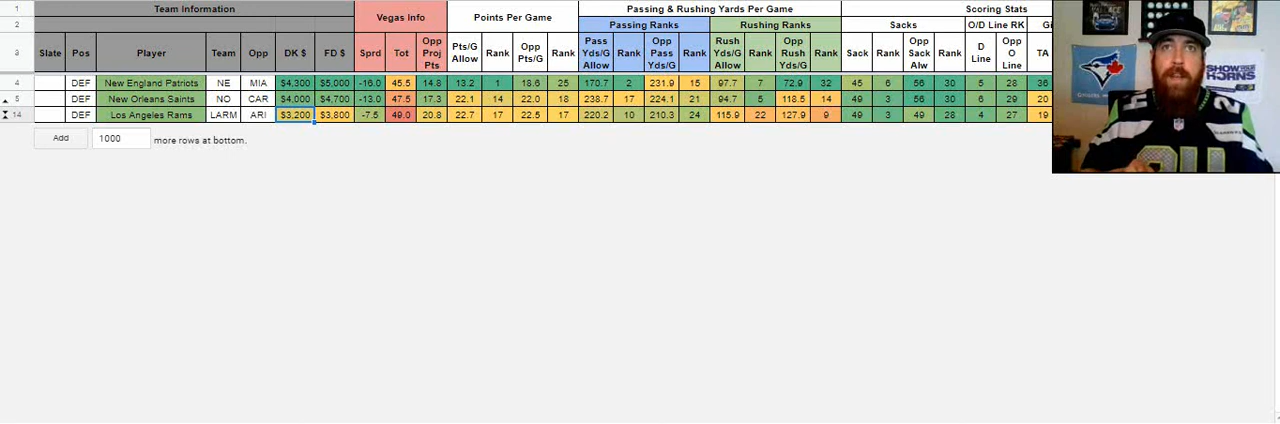 1 Team Information Vegas Info Points Per Game Passing & Rushing Yards Per Game Scoring Stats
2 Passing Ranks Rushing Ranks Sacks O/D Line RK
3 Slate Pos Player Team Opp DK $ FD $ Sprd Tot Opp Proj Pts Pts/G Allow Rank Opp Pts/G Rank Pass Yds/G Allow Rank Opp Pass Yds/G Rank Rush Yds/G Allow Rank Opp Rush Yds/G Rank Sack Rank Opp Sack Alw Rank D Line Opp O Line TA
4 DEF New England Patriots NE MIA $4,300 $5,000 -16.0 45.5 14.8 13.2 1 18.6 25 170.7 2 231.9 15 97.7 7 72.9 32 45 6 56 30 5 28 36
5 DEF New Orleans Saints NO CAR $4,000 $4,700 -13.0 47.5 17.3 22.1 14 22.0 18 238.7 17 224.1 21 94.7 5 118.5 14 49 3 56 30 6 29 20
14 DEF Los Angeles Rams LARM ARI $3,200 $3,800 -7.5 49.0 20.8 22.7 17 22.5 17 220.2 10 210.3 24 115.9 22 127.9 9 49 3 49 28 4 27 19
Add 1000 more rows at bottom.
SHOW
HORNS